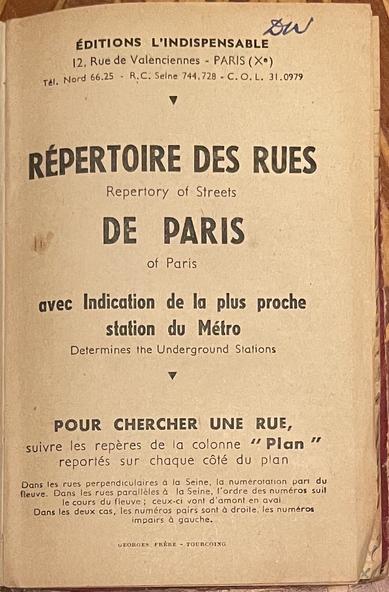 DW
ÉDITIONS L'INDISPENSABLE
12, Rue de Valenciennes - PARIS (Xe)
Tél. Nord 66.25 - R.C. Seine 744,728 - C.O.L. 31.0979
RÉPERTOIRE DES RUES
Repertory of Streets
DE PARIS
of Paris
avec Indication de la plus proche
station du Métro
Determines the Underground Stations
POUR CHERCHER UNE RUE,
suivre les repères de la colonne "Plan"
reportés sur chaque côté du plan
Dans les rues perpendiculaires à la Seine, la numérotation part du
fleuve. Dans les rues parallèles à la Seine, l'ordre des numéros suit
le cours du fleuve ; ceux-ci vont d'amont en aval
Dans les deux cas, les numéros pairs sont à droite, les numéros
impairs à gauche.
GEORGES FRÈRE - TOURCOING